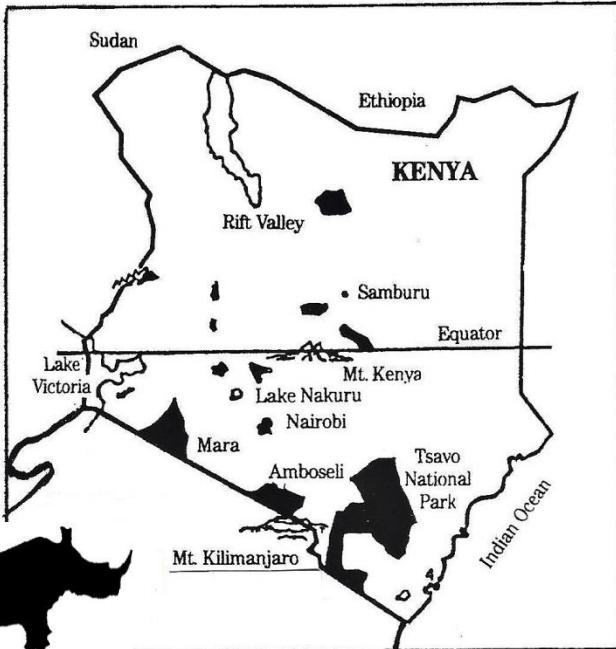 Sudan
Ethiopia
KENYA
Rift Valley
Samburu
Equator
Lake
Victoria
Mt. Kenya
Lake Nakuru
Nairobi
Mara
Amboseli
Tsavo
National
Park
Indian Ocean
Mt. Kilimanjaro
4